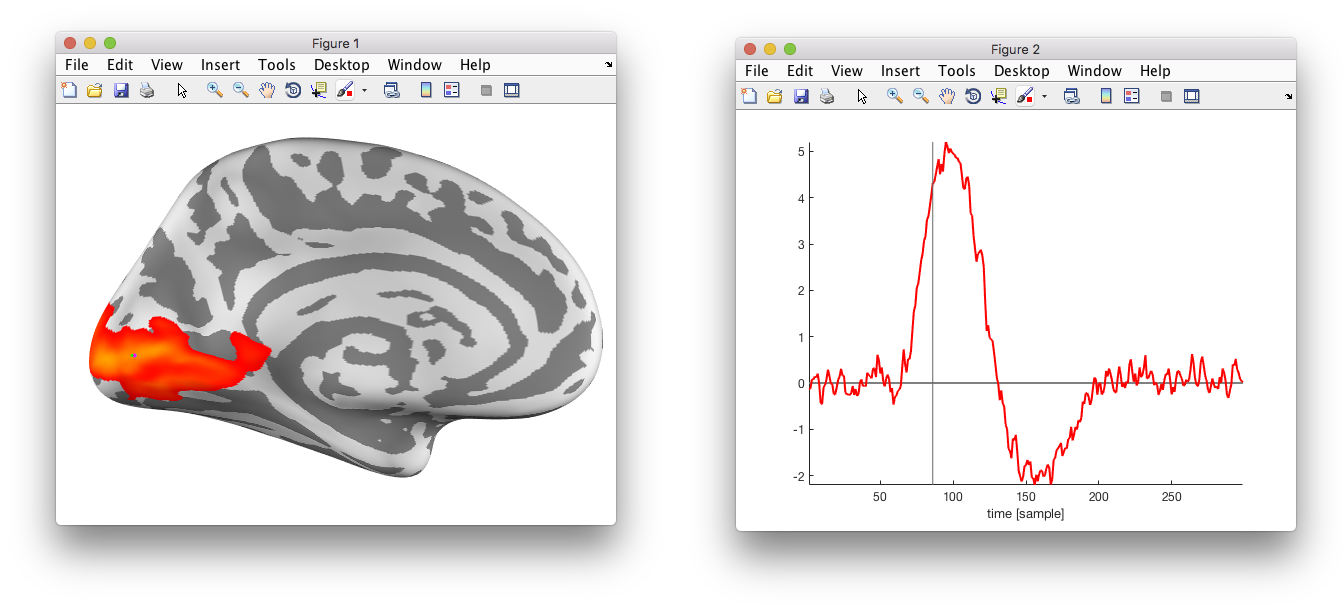 Figure 1
File Edit View Insert Tools Desktop Window Help
Figure 2
File Edit View Insert Tools Desktop Window Help
5
4
3
2
1
0
-1
-2
50 100 150 200 250
time [sample]